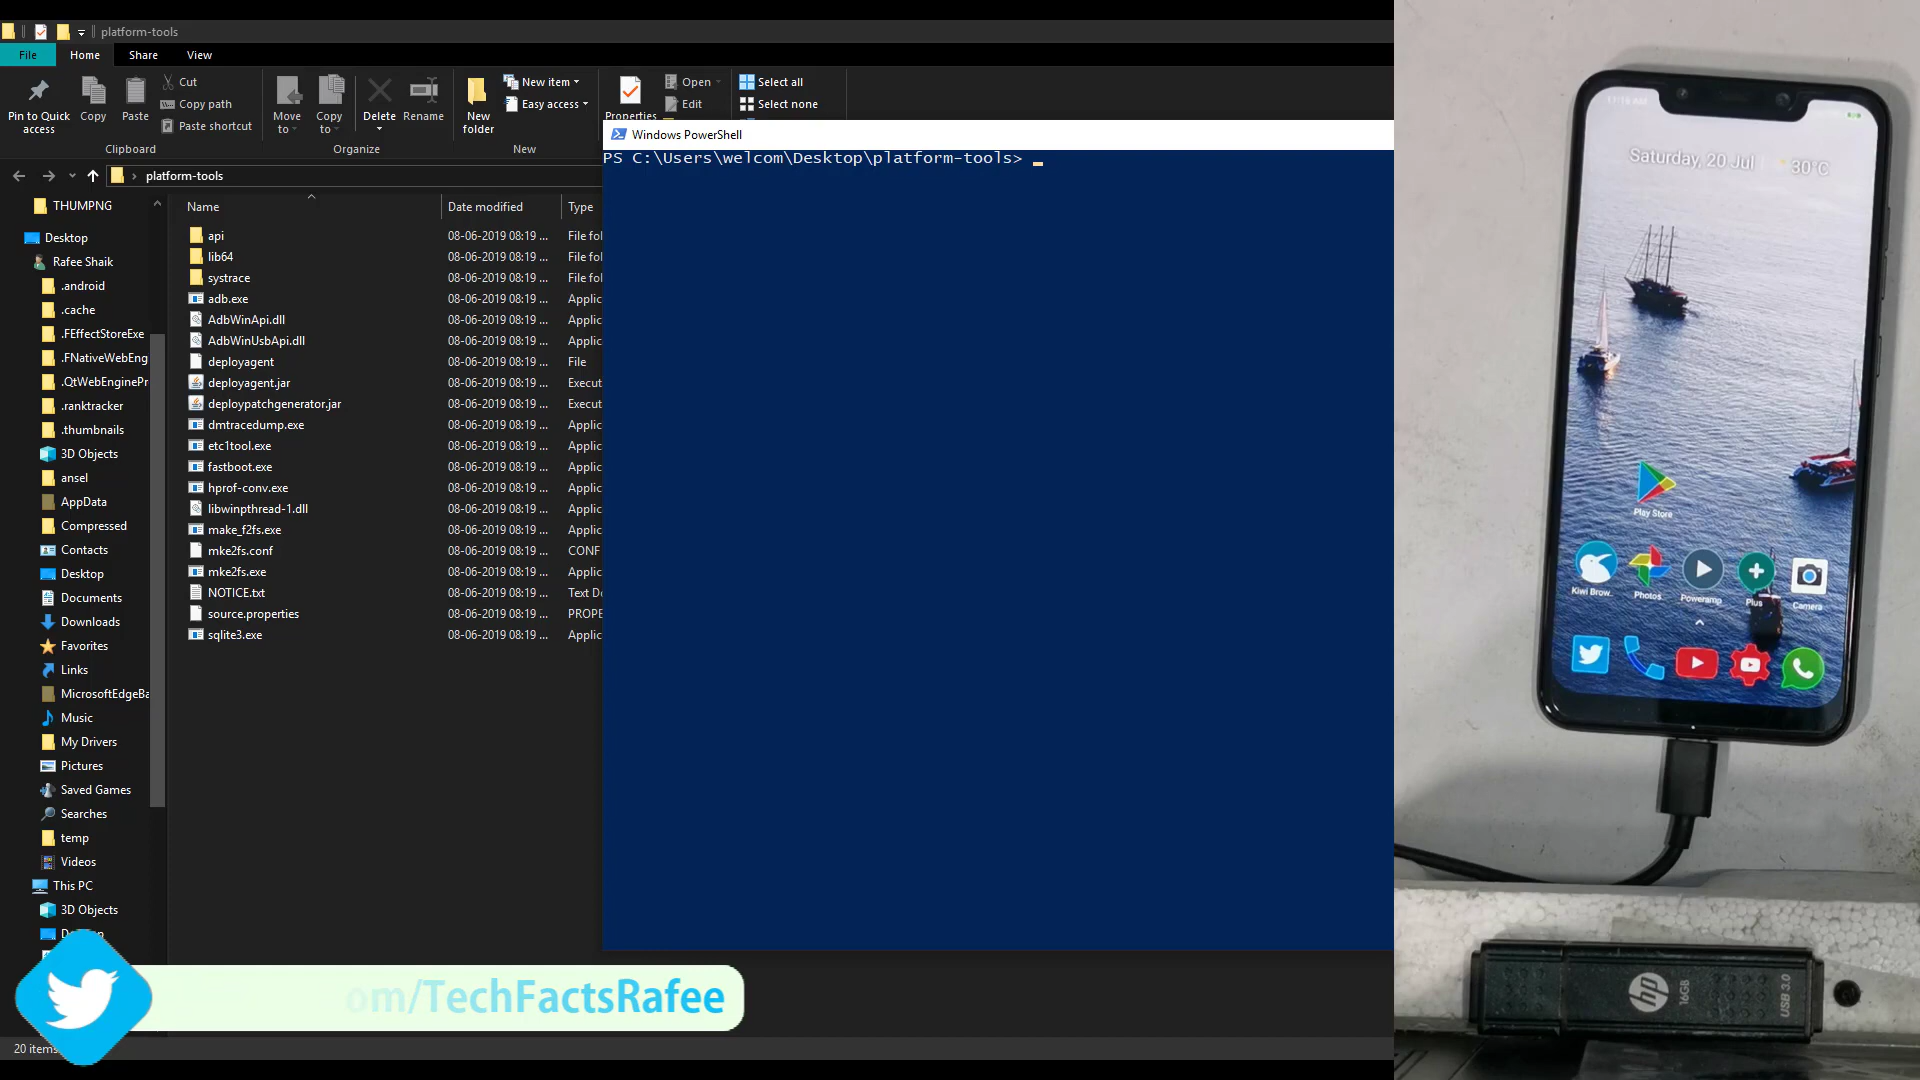 platform-tools
File Home Share View
Pin to Quick access
Copy
Paste
Cut
Copy path
Paste shortcut
Clipboard
Move to
Copy to
Delete
Rename
Organize
New folder
New item
Easy access
New
Properties
Open
Edit
Select all
Select none
platform-tools
THUMPNG
Desktop
Rafee Shaik
.android
.cache
.FEffectStoreExe
.FNativeWebEng
.QtWebEnginePr
.ranktracker
.thumbnails
3D Objects
ansel
AppData
Compressed
Contacts
Desktop
Documents
Downloads
Favorites
Links
MicrosoftEdgeBa
Music
My Drivers
Pictures
Saved Games
Searches
temp
Videos
This PC
3D Objects
Name Date modified Type
api 08-06-2019 08:19 ... File fol
lib64 08-06-2019 08:19 ... File fol
systrace 08-06-2019 08:19 ... File fol
adb.exe 08-06-2019 08:19 ... Applic
AdbWinApi.dll 08-06-2019 08:19 ... Applic
AdbWinUsbApi.dll 08-06-2019 08:19 ... Applic
deployagent 08-06-2019 08:19 ... File
deployagent.jar 08-06-2019 08:19 ... Execut
deploypatchgenerator.jar 08-06-2019 08:19 ... Execut
dmtracedump.exe 08-06-2019 08:19 ... Applic
etc1tool.exe 08-06-2019 08:19 ... Applic
fastboot.exe 08-06-2019 08:19 ... Applic
hprof-conv.exe 08-06-2019 08:19 ... Applic
libwinpthread-1.dll 08-06-2019 08:19 ... Applic
make_f2fs.exe 08-06-2019 08:19 ... Applic
mke2fs.conf 08-06-2019 08:19 ... CONF
mke2fs.exe 08-06-2019 08:19 ... Applic
NOTICE.txt 08-06-2019 08:19 ... Text Do
source.properties 08-06-2019 08:19 ... PROPE
sqlite3.exe 08-06-2019 08:19 ... Applic
20 items
Windows PowerShell
PS C:\Users\welcom\Desktop\platform-tools> _
om/TechFactsRafee
Saturday, 20 Jul 30°C
Play Store
Kiwi Brow..
Photos
Poweramp
Plus
Camera
hp 16GB USB 3.0